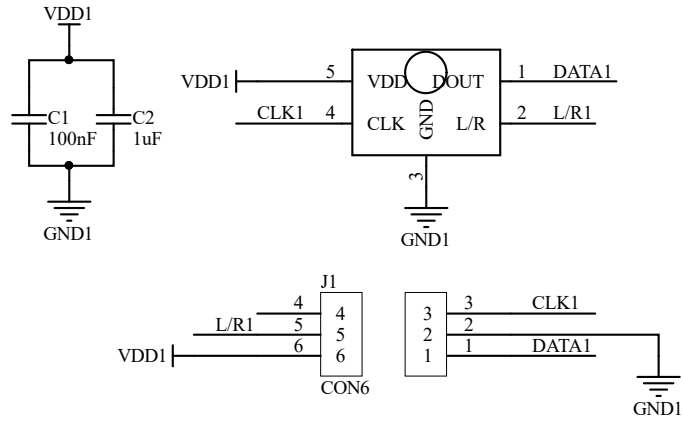 VDD1
C1
100nF
C2
1uF
GND1
VDD1
5
VDD
DOUT
1
DATA1
CLK1
4
CLK
GND
L/R
2
L/R1
3
GND1
J1
4
4
L/R1
5
5
VDD1
6
6
CON6
3
3
CLK1
2
2
1
1
DATA1
GND1